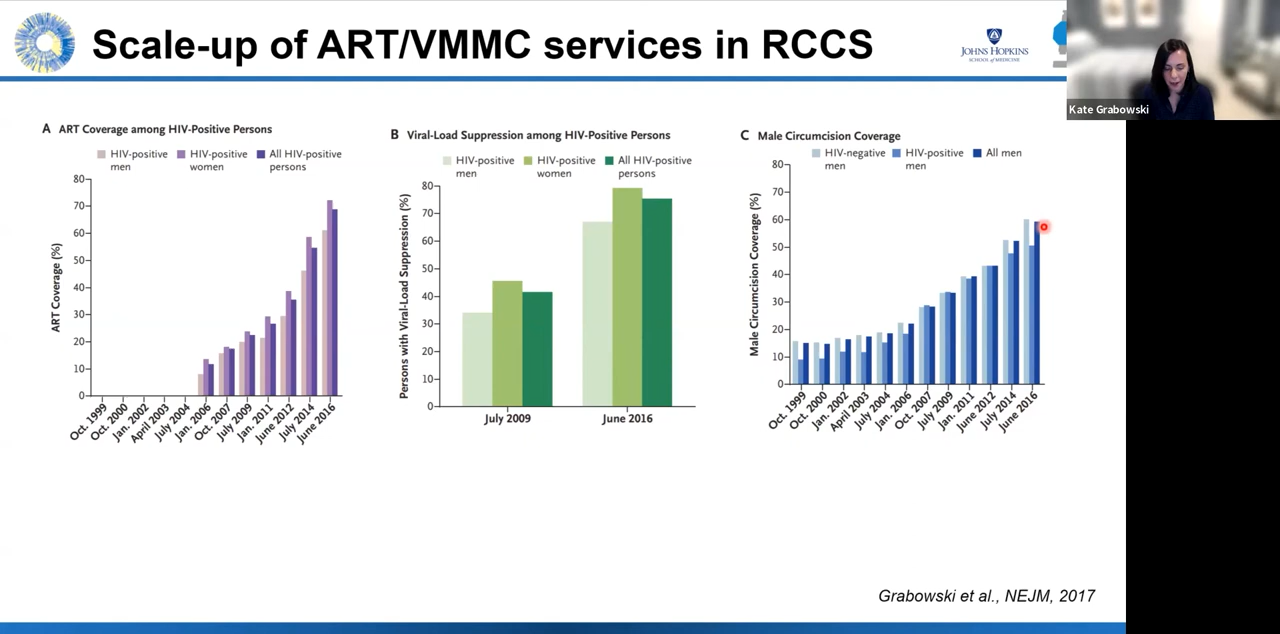 Scale-up of ART/VMMC services in RCCS
JOHNS HOPKINS
SCHOOL of MEDICINE
Kate Grabowski
A ART Coverage among HIV-Positive Persons
HIV-positive men
HIV-positive women
All HIV-positive persons
ART Coverage (%)
80
70
60
50
40
30
20
10
0
Oct. 1999
Oct. 2000
Jan. 2002
April 2003
July 2004
Jan. 2006
Oct. 2007
July 2009
Jan. 2011
June 2012
July 2014
June 2016
B Viral-Load Suppression among HIV-Positive Persons
HIV-positive men
HIV-positive women
All HIV-positive persons
Persons with Viral-Load Suppression (%)
80
70
60
50
40
30
20
10
0
July 2009
June 2016
C Male Circumcision Coverage
HIV-negative men
HIV-positive men
All men
Male Circumcision Coverage (%)
80
70
60
50
40
30
20
10
0
Oct. 1999
Oct. 2000
Jan. 2002
April 2003
July 2004
Jan. 2006
Oct. 2007
July 2009
Jan. 2011
June 2012
July 2014
June 2016
Grabowski et al., NEJM, 2017